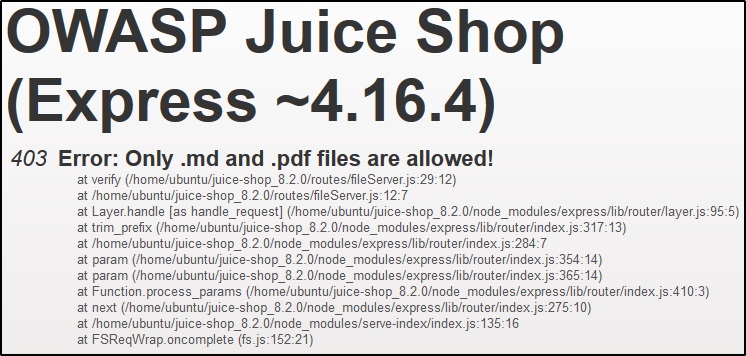 OWASP Juice Shop
(Express ~4.16.4)
403 Error: Only .md and .pdf files are allowed!
at verify (/home/ubuntu/juice-shop_8.2.0/routes/fileServer.js:29:12)
at /home/ubuntu/juice-shop_8.2.0/routes/fileServer.js:12:7
at Layer.handle [as handle_request] (/home/ubuntu/juice-shop_8.2.0/node_modules/express/lib/router/layer.js:95:5)
at trim_prefix (/home/ubuntu/juice-shop_8.2.0/node_modules/express/lib/router/index.js:317:13)
at /home/ubuntu/juice-shop_8.2.0/node_modules/express/lib/router/index.js:284:7
at param (/home/ubuntu/juice-shop_8.2.0/node_modules/express/lib/router/index.js:354:14)
at param (/home/ubuntu/juice-shop_8.2.0/node_modules/express/lib/router/index.js:365:14)
at Function.process_params (/home/ubuntu/juice-shop_8.2.0/node_modules/express/lib/router/index.js:410:3)
at next (/home/ubuntu/juice-shop_8.2.0/node_modules/express/lib/router/index.js:275:10)
at /home/ubuntu/juice-shop_8.2.0/node_modules/serve-index/index.js:135:16
at FSReqWrap.oncomplete (fs.js:152:21)